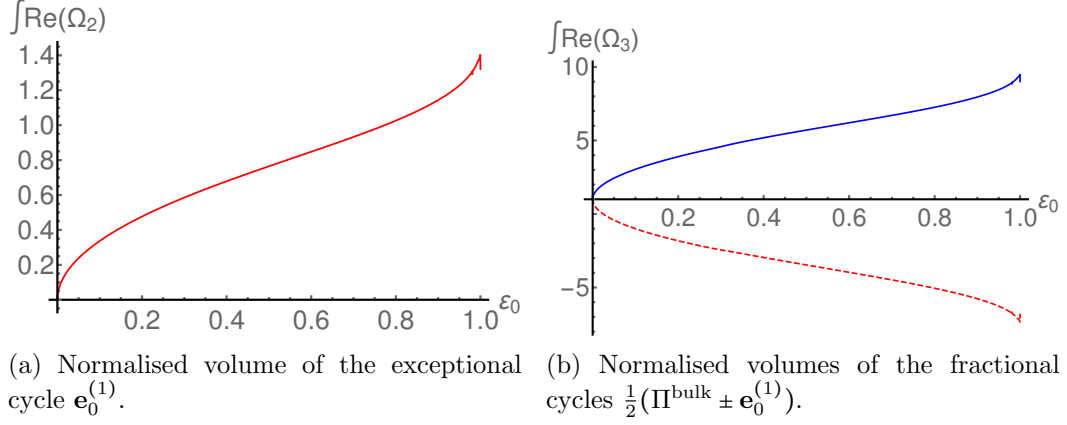 ∫Re(Ω₂)
1.4
1.2
1.0
0.8
0.6
0.4
0.2
0.2 0.4 0.6 0.8 1.0 ε₀
(a) Normalised volume of the exceptional
cycle e₀⁽¹⁾.
∫Re(Ω₃)
10
5
0.2 0.4 0.6 0.8 1.0 ε₀
−5
(b) Normalised volumes of the fractional
cycles ½(Πᵇᵘˡᵏ ± e₀⁽¹⁾).